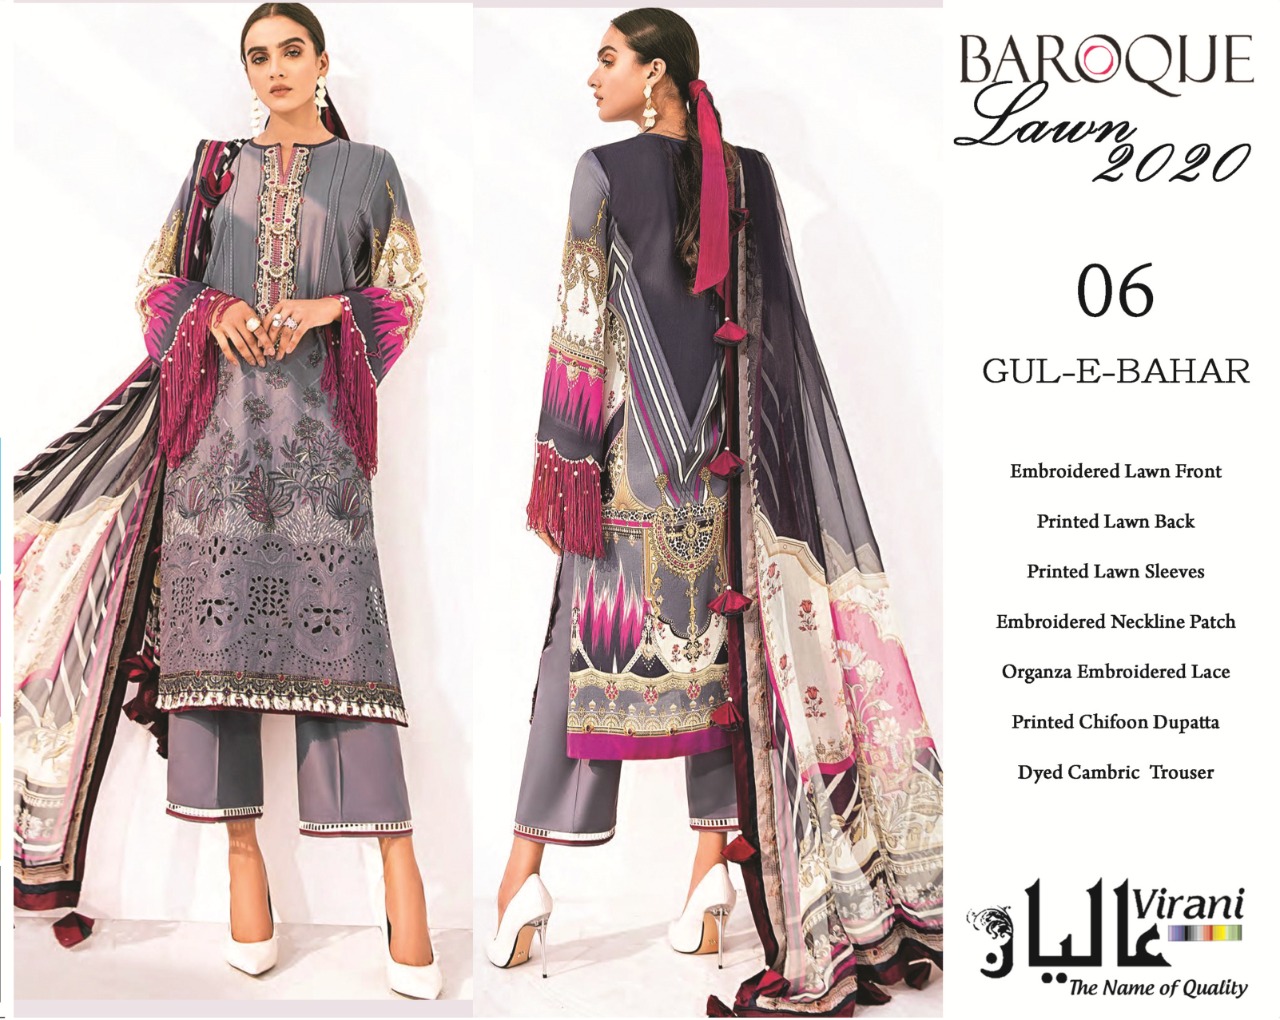 BAROQUE
Lawn
2020
06
GUL-E-BAHAR
Embroidered Lawn Front
Printed Lawn Back
Printed Lawn Sleeves
Embroidered Neckline Patch
Organza Embroidered Lace
Printed Chifoon Dupatta
Dyed Cambric Trouser
عالیان
Virani
The Name of Quality